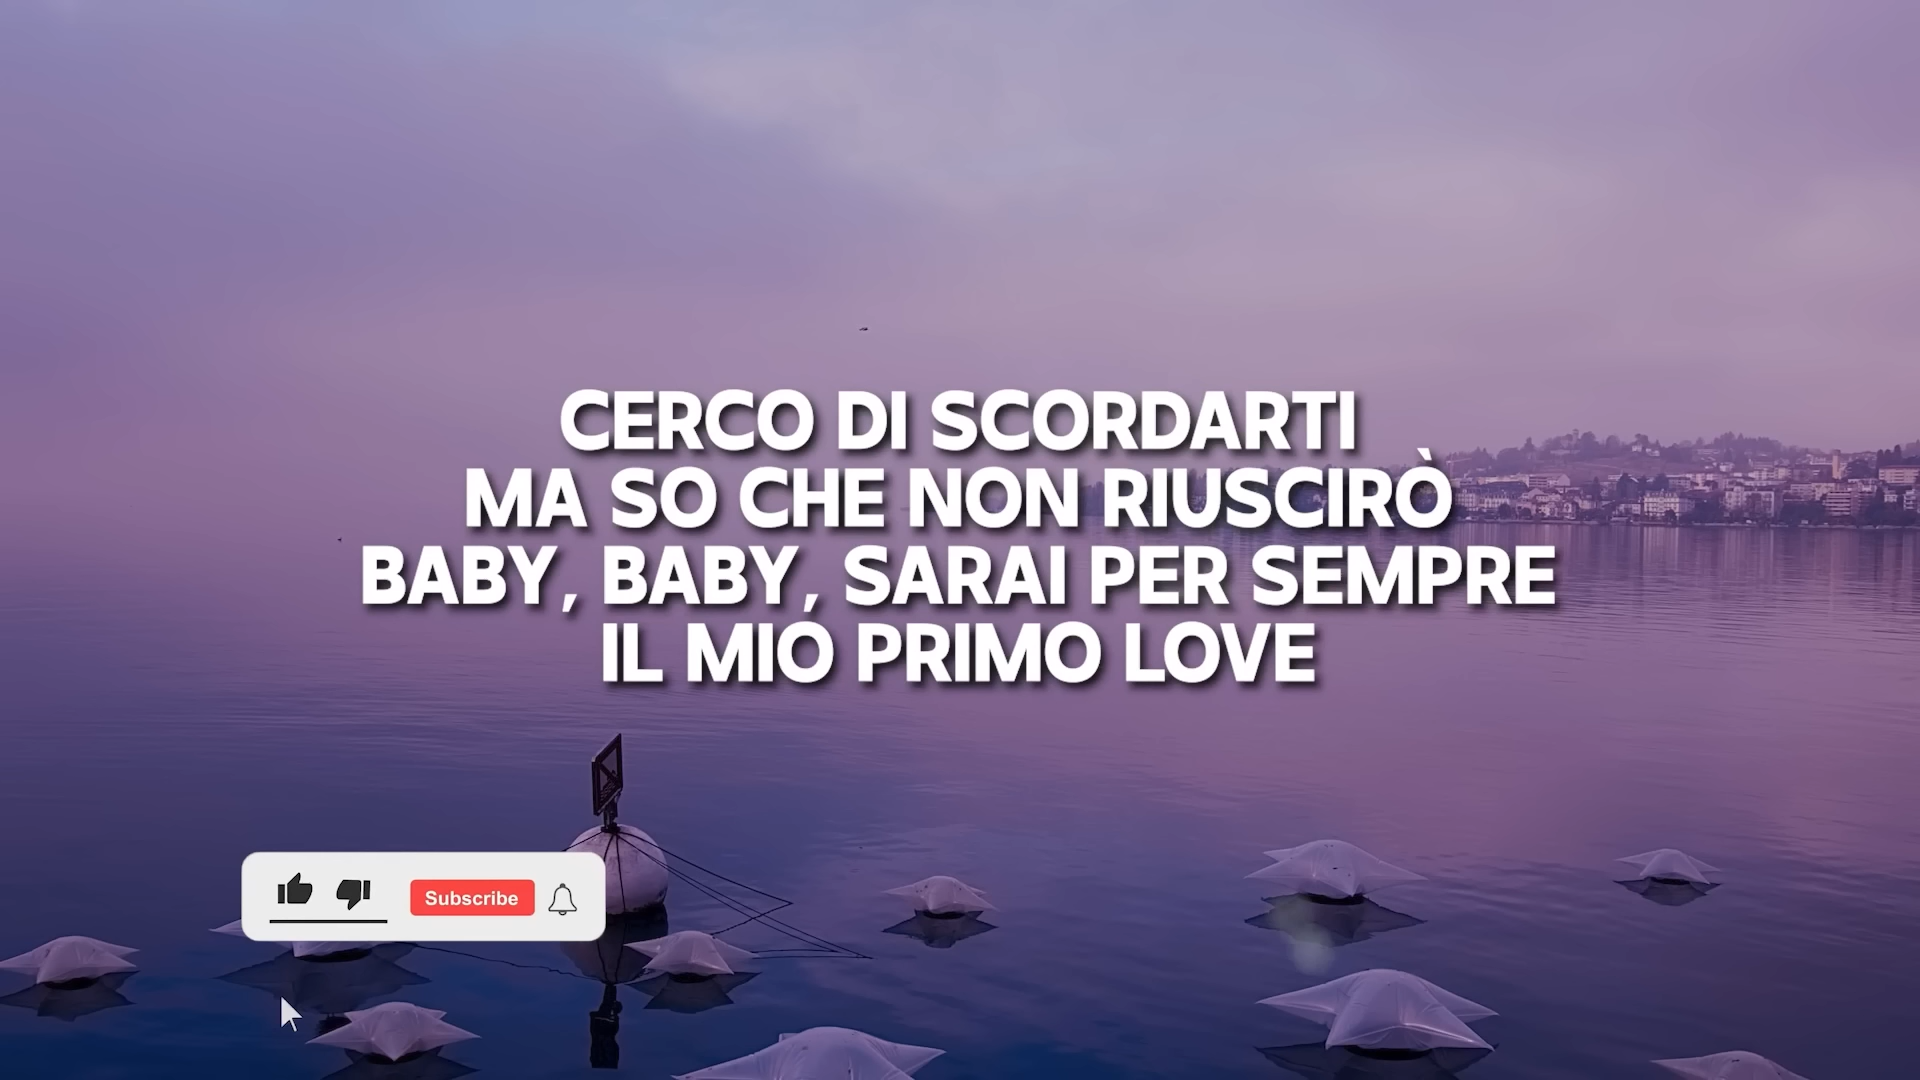 CERCO DI SCORDARTI
MA SO CHE NON RIUSCIRÒ
BABY, BABY, SARAI PER SEMPRE
IL MIO PRIMO LOVE
Subscribe